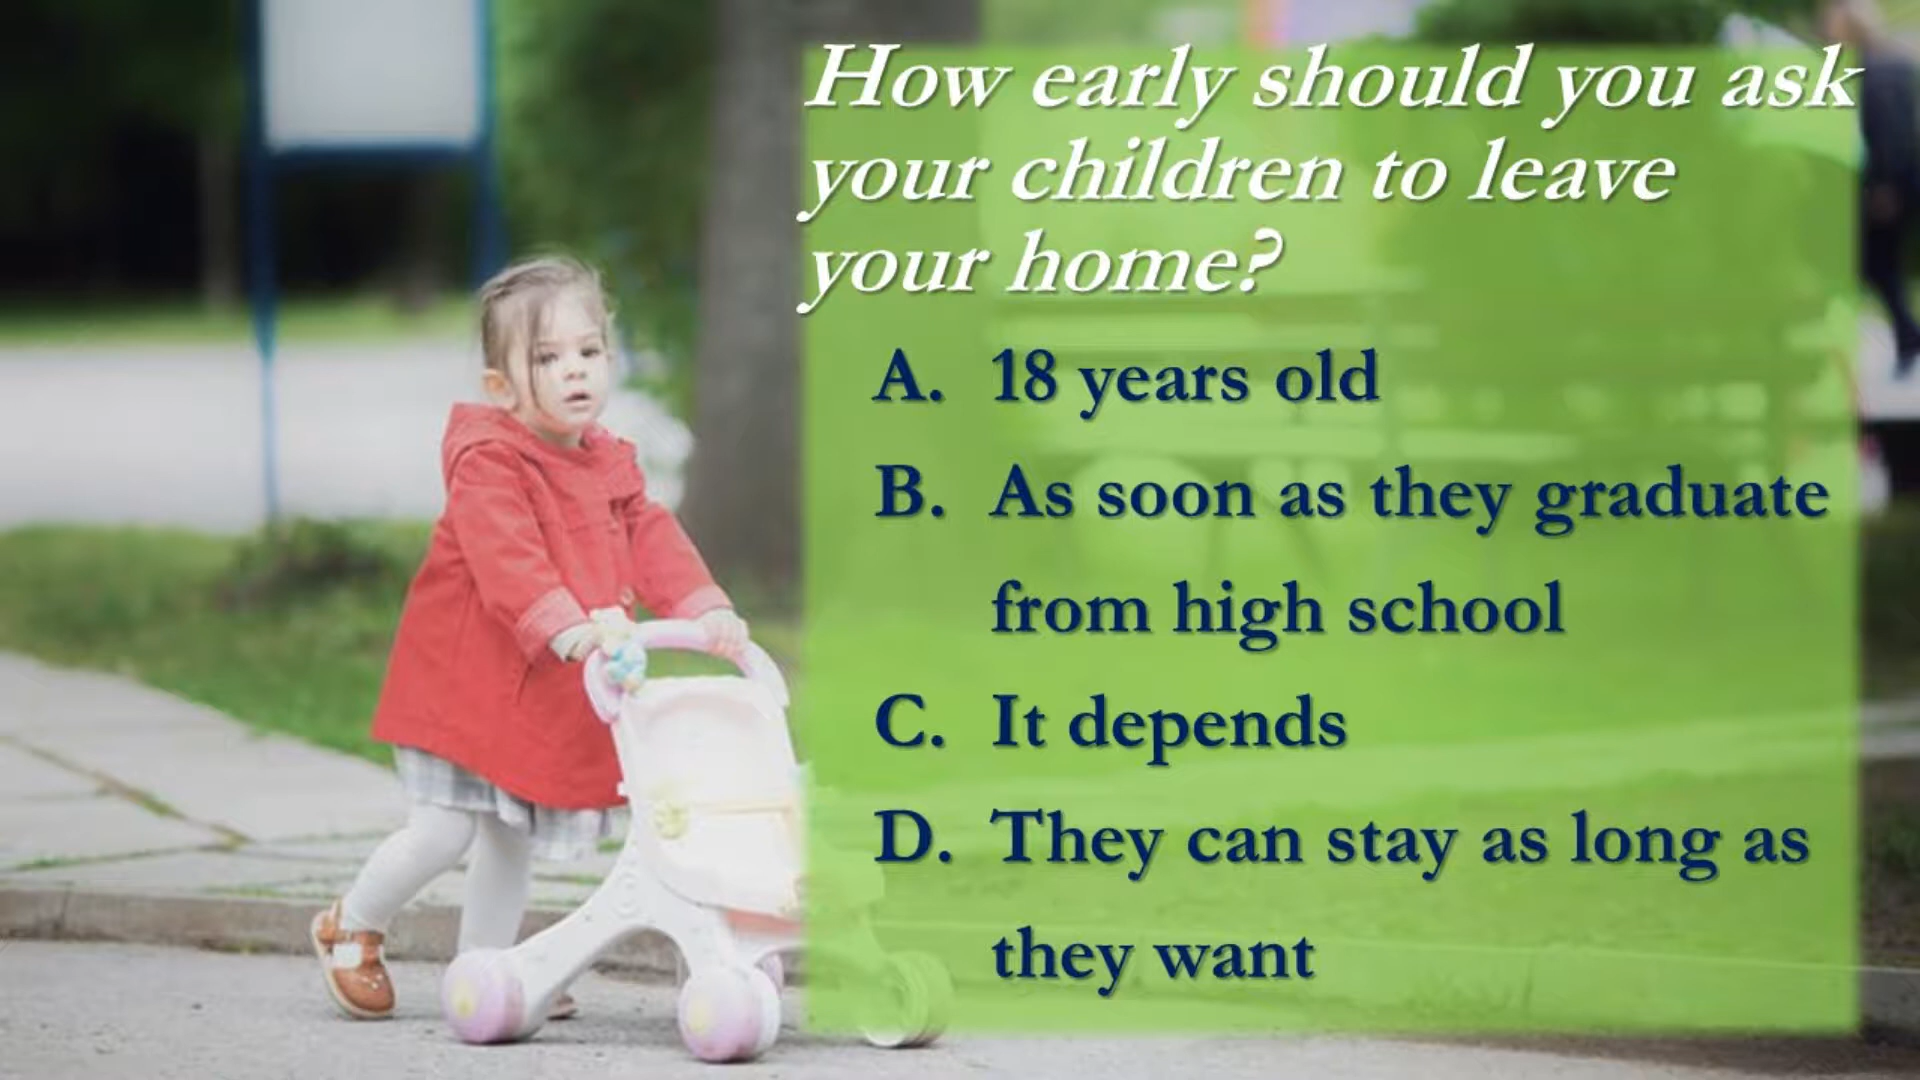 How early should you ask
your children to leave
your home?
A. 18 years old
B. As soon as they graduate
from high school
C. It depends
D. They can stay as long as
they want